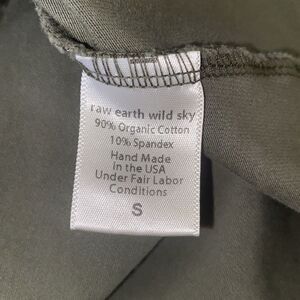 raw earth wild sky
90% Organic Cotton
10% Spandex
Hand Made
in the USA
Under Fair Labor
Conditions
S